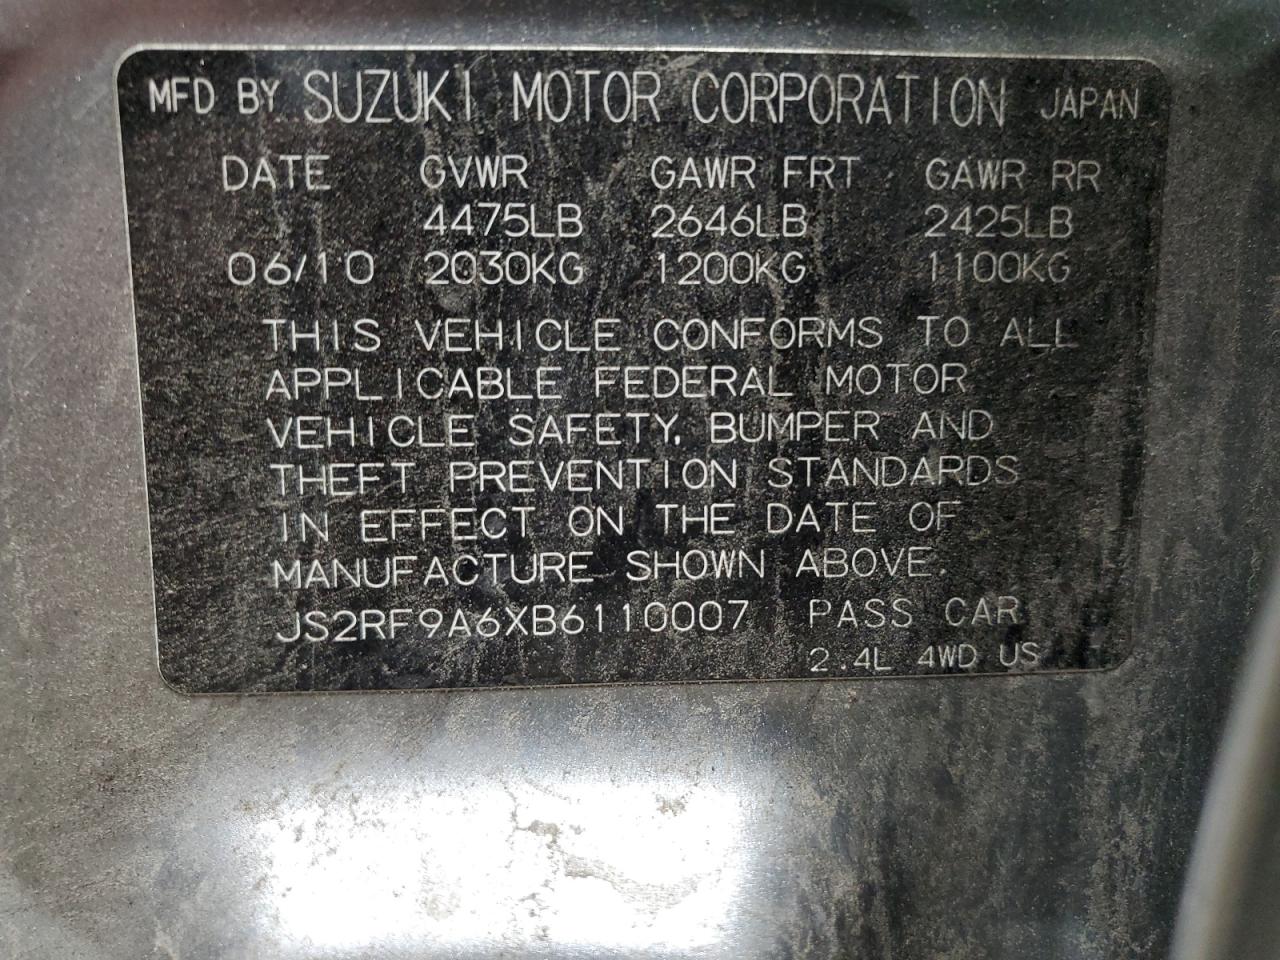 MFD BY SUZUKI MOTOR CORPORATION JAPAN
DATE GVWR GAWR FRT GAWR RR
4475LB 2646LB 2425LB
06/10 2030KG 1200KG 1100KG
THIS VEHICLE CONFORMS TO ALL
APPLICABLE FEDERAL MOTOR
VEHICLE SAFETY, BUMPER AND
THEFT PREVENTION STANDARDS
IN EFFECT ON THE DATE OF
MANUFACTURE SHOWN ABOVE.
JS2RF9A6XB6110007 PASS CAR
2.4L 4WD US